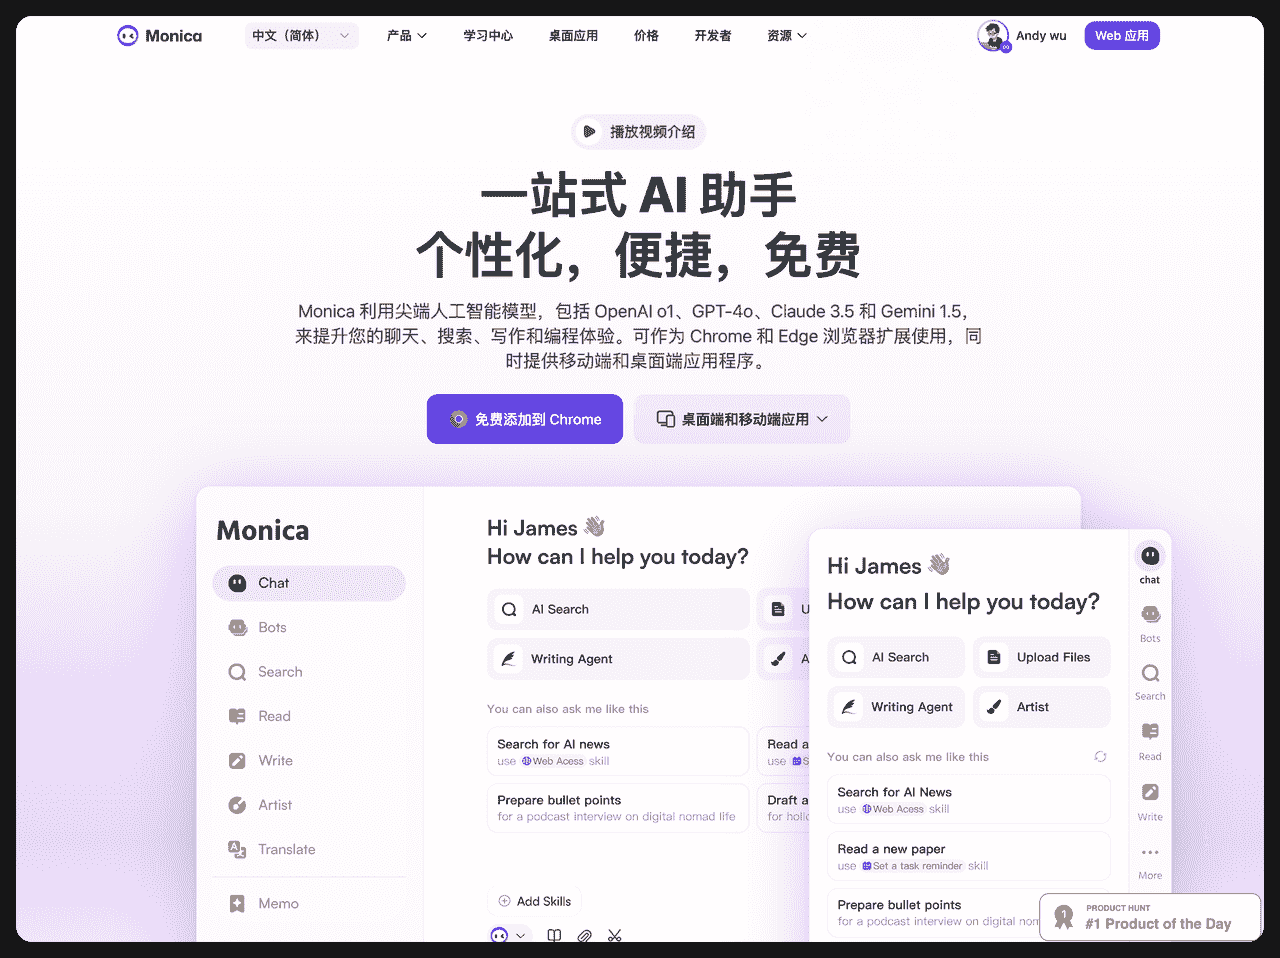 Monica
中文（简体）
产品
学习中心
桌面应用
价格
开发者
资源
Andy wu
Web 应用
播放视频介绍
一站式 AI 助手
个性化，便捷，免费
Monica 利用尖端人工智能模型，包括 OpenAI o1、GPT-4o、Claude 3.5 和 Gemini 1.5，
来提升您的聊天、搜索、写作和编程体验。可作为 Chrome 和 Edge 浏览器扩展使用，同
时提供移动端和桌面端应用程序。
免费添加到 Chrome
桌面端和移动端应用
Monica
Chat
Bots
Search
Read
Write
Artist
Translate
Memo
Hi James
How can I help you today?
AI Search
U
Writing Agent
A
You can also ask me like this
Search for AI news
use Web Acess skill
Read a
use S
Prepare bullet points
for a podcast interview on digital nomad life
Draft a
for holi
Add Skills
Hi James
How can I help you today?
AI Search
Upload Files
Writing Agent
Artist
You can also ask me like this
Search for AI News
use Web Acess skill
Read a new paper
use Set a task reminder skill
Prepare bullet points
for a podcast interview on digital nom
chat
Bots
Search
Read
Write
More
1
PRODUCT HUNT
#1 Product of the Day